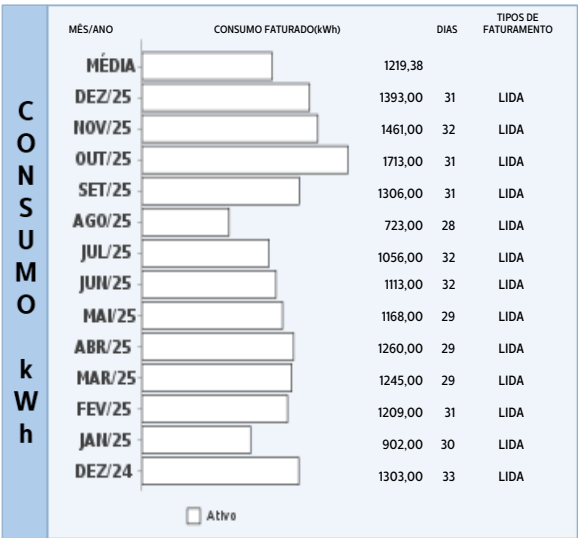 MÊS/ANO CONSUMO FATURADO(kWh) DIAS TIPOS DE FATURAMENTO
MÉDIA 1219,38
DEZ/25 1393,00 31 LIDA
NOV/25 1461,00 32 LIDA
OUT/25 1713,00 31 LIDA
SET/25 1306,00 31 LIDA
AGO/25 723,00 28 LIDA
JUL/25 1056,00 32 LIDA
JUN/25 1113,00 32 LIDA
MAI/25 1168,00 29 LIDA
ABR/25 1260,00 29 LIDA
MAR/25 1245,00 29 LIDA
FEV/25 1209,00 31 LIDA
JAN/25 902,00 30 LIDA
DEZ/24 1303,00 33 LIDA
Ativo
CONSUMO kWh